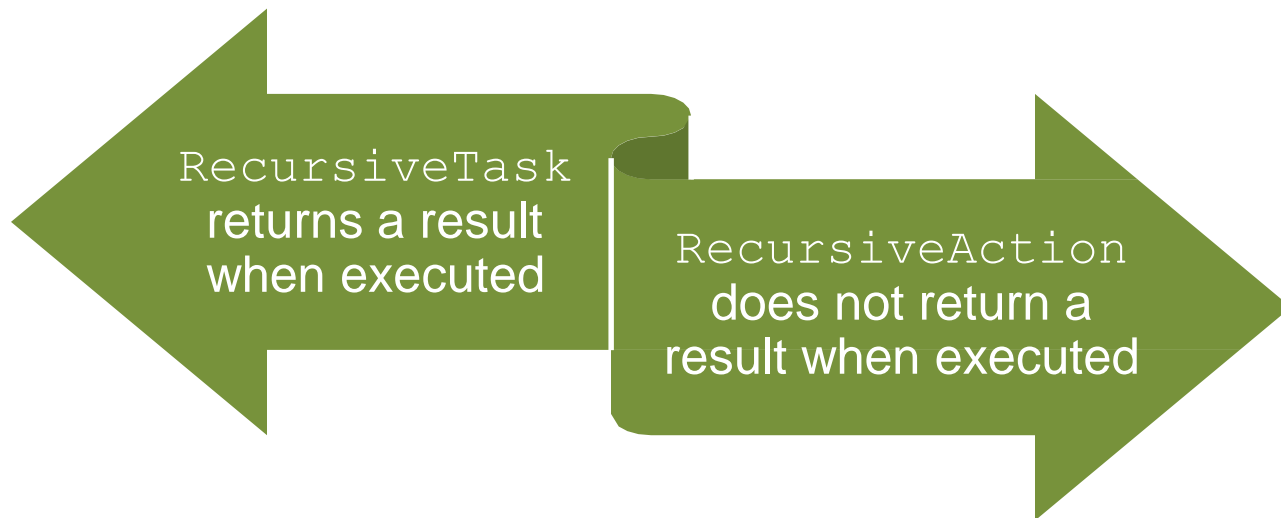 RecursiveTask
returns a result
when executed
RecursiveAction
does not return a
result when executed